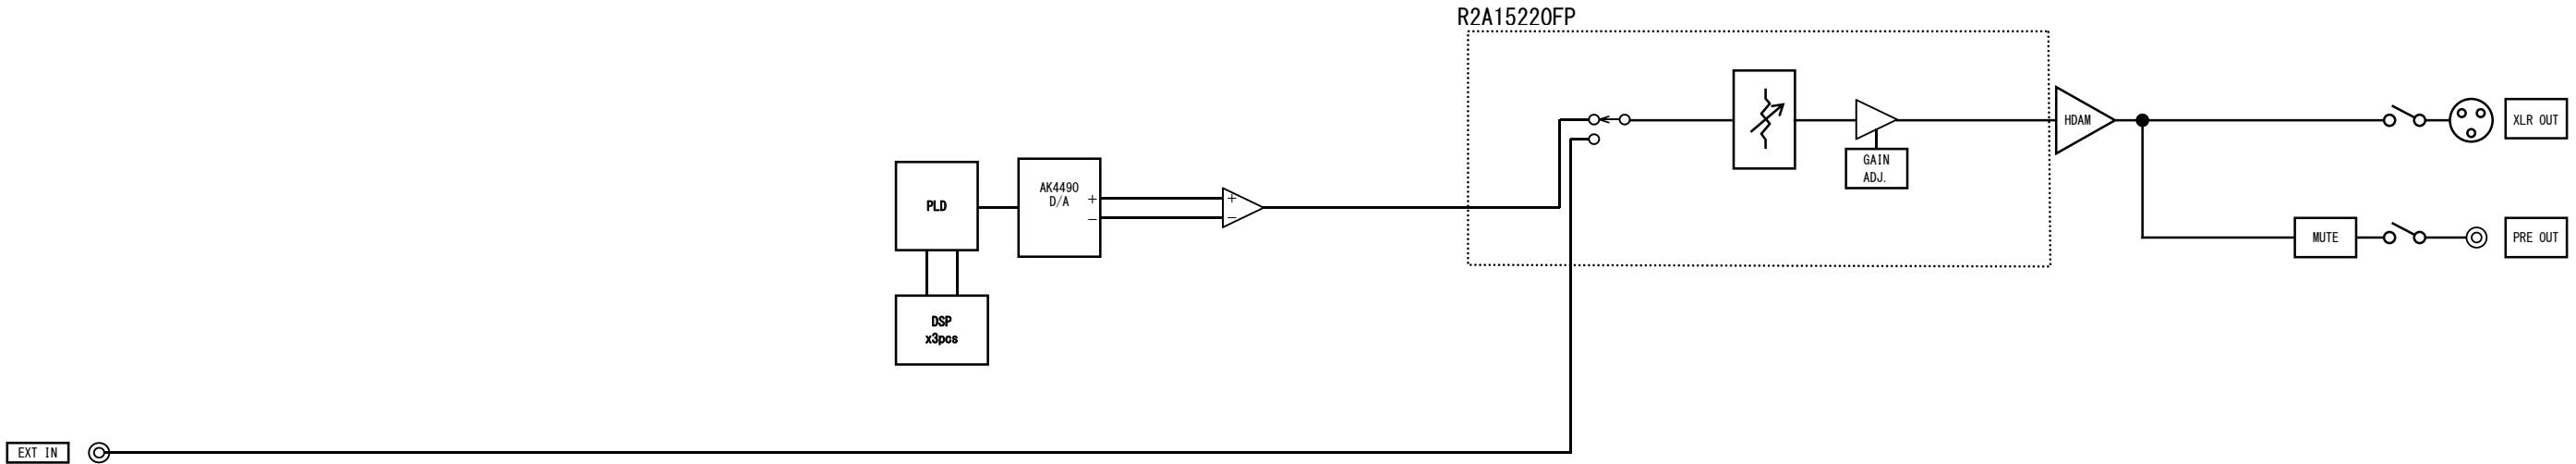 R2A15220FP
HDAM
XLR OUT
GAIN
ADJ.
AK4490
D/A
+
−
+
−
PLD
MUTE
PRE OUT
DSP
x3pcs
EXT IN